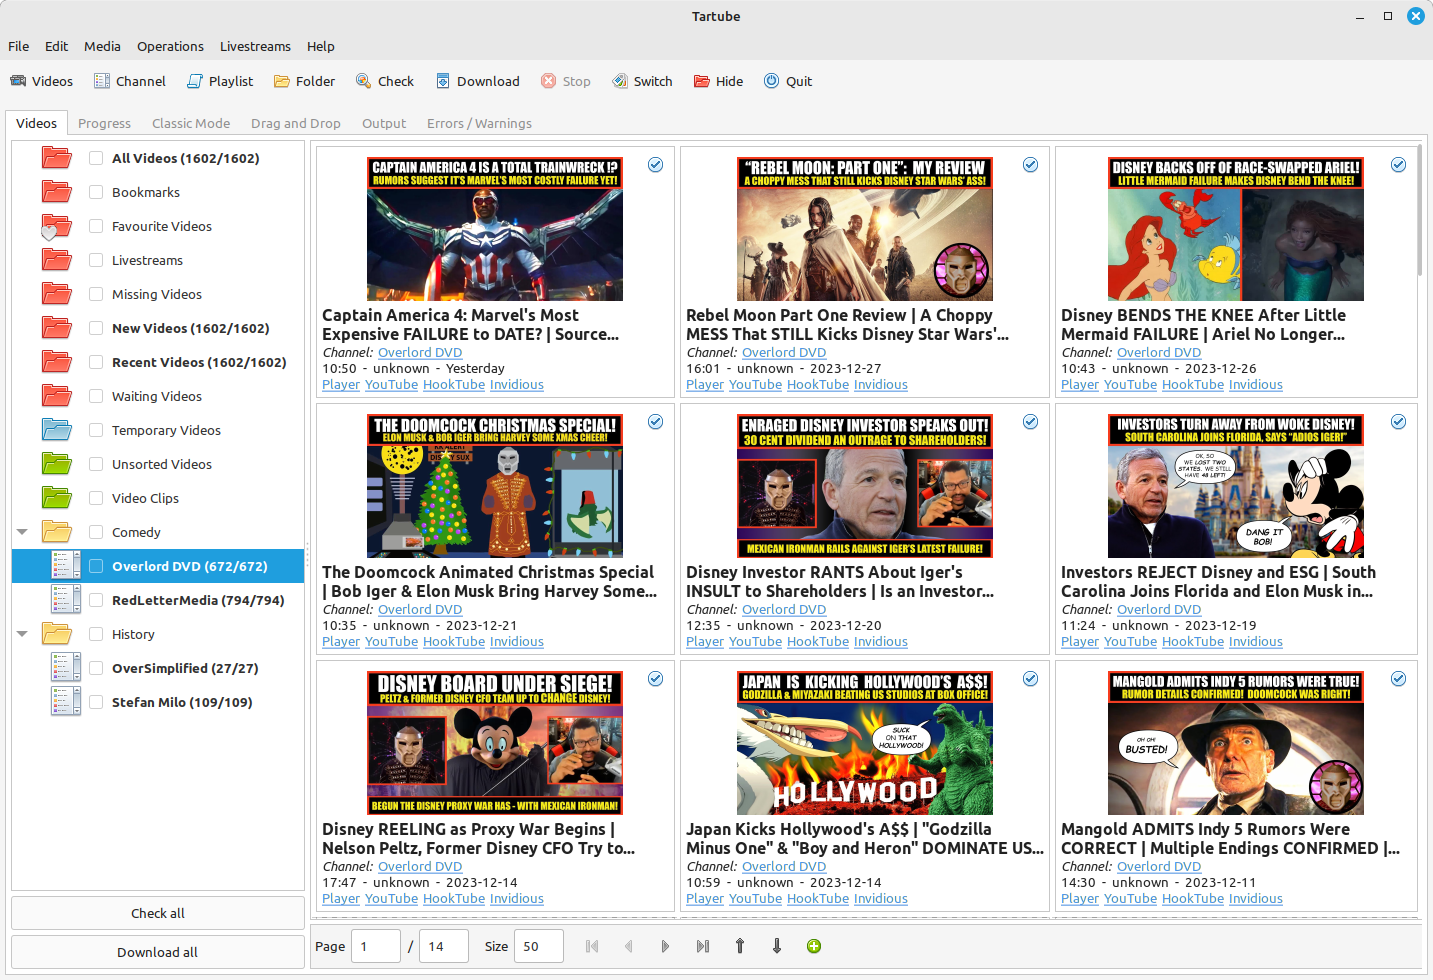 Tartube
File Edit Media Operations Livestreams Help
Videos Channel Playlist Folder Check Download Stop Switch Hide Quit
Videos Progress Classic Mode Drag and Drop Output Errors / Warnings
All Videos (1602/1602)
Bookmarks
Favourite Videos
Livestreams
Missing Videos
New Videos (1602/1602)
Recent Videos (1602/1602)
Waiting Videos
Temporary Videos
Unsorted Videos
Video Clips
Comedy
Overlord DVD (672/672)
RedLetterMedia (794/794)
History
OverSimplified (27/27)
Stefan Milo (109/109)
Check all
Download all
CAPTAIN AMERICA 4 IS A TOTAL TRAINWRECK !?
RUMORS SUGGEST IT'S MARVEL'S MOST COSTLY FAILURE YET!
Captain America 4: Marvel's Most
Expensive FAILURE to DATE? | Source...
Channel: Overlord DVD
10:50 - unknown - Yesterday
Player YouTube HookTube Invidious
"REBEL MOON: PART ONE": MY REVIEW
A CHOPPY MESS THAT STILL KICKS DISNEY STAR WARS' ASS!
Rebel Moon Part One Review | A Choppy
MESS That STILL Kicks Disney Star Wars'...
Channel: Overlord DVD
16:01 - unknown - 2023-12-27
Player YouTube HookTube Invidious
DISNEY BACKS OFF OF RACE-SWAPPED ARIEL!
LITTLE MERMAID FAILURE MAKES DISNEY BEND THE KNEE!
Disney BENDS THE KNEE After Little
Mermaid FAILURE | Ariel No Longer...
Channel: Overlord DVD
10:43 - unknown - 2023-12-26
Player YouTube HookTube Invidious
THE DOOMCOCK CHRISTMAS SPECIAL!
ELON MUSK & BOB IGER BRING HARVEY SOME XMAS CHEER!
The Doomcock Animated Christmas Special
| Bob Iger & Elon Musk Bring Harvey Some...
Channel: Overlord DVD
10:35 - unknown - 2023-12-21
Player YouTube HookTube Invidious
ENRAGED DISNEY INVESTOR SPEAKS OUT!
30 CENT DIVIDEND AN OUTRAGE TO SHAREHOLDERS!
MEXICAN IRONMAN RAILS AGAINST IGER'S LATEST FAILURE!
Disney Investor RANTS About Iger's
INSULT to Shareholders | Is an Investor...
Channel: Overlord DVD
12:35 - unknown - 2023-12-20
Player YouTube HookTube Invidious
INVESTORS TURN AWAY FROM WOKE DISNEY!
SOUTH CAROLINA JOINS FLORIDA, SAYS "ADIOS IGER!"
OK, SO
WE LOST TWO
STATES. WE STILL
HAVE 48 LEFT!
DANG IT
BOB!
Investors REJECT Disney and ESG | South
Carolina Joins Florida and Elon Musk in...
Channel: Overlord DVD
11:24 - unknown - 2023-12-19
Player YouTube HookTube Invidious
DISNEY BOARD UNDER SIEGE!
PELTZ & FORMER DISNEY CFO TEAM UP TO CHANGE DISNEY!
BEGUN THE DISNEY PROXY WAR HAS - WITH MEXICAN IRONMAN!
Disney REELING as Proxy War Begins |
Nelson Peltz, Former Disney CFO Try to...
Channel: Overlord DVD
17:47 - unknown - 2023-12-14
Player YouTube HookTube Invidious
JAPAN IS KICKING HOLLYWOOD'S A$$!
GODZILLA & MIYAZAKI BEATING US STUDIOS AT BOX OFFICE!
SUCK
ON THAT
HOLLYWOOD!
HOLLYWOOD
Japan Kicks Hollywood's A$$ | "Godzilla
Minus One" & "Boy and Heron" DOMINATE US...
Channel: Overlord DVD
10:59 - unknown - 2023-12-14
Player YouTube HookTube Invidious
MANGOLD ADMITS INDY 5 RUMORS WERE TRUE!
RUMOR DETAILS CONFIRMED! DOOMCOCK WAS RIGHT!
UH OH!
BUSTED!
Mangold ADMITS Indy 5 Rumors Were
CORRECT | Multiple Endings CONFIRMED |...
Channel: Overlord DVD
14:30 - unknown - 2023-12-11
Player YouTube HookTube Invidious
Page 1 / 14 Size 50